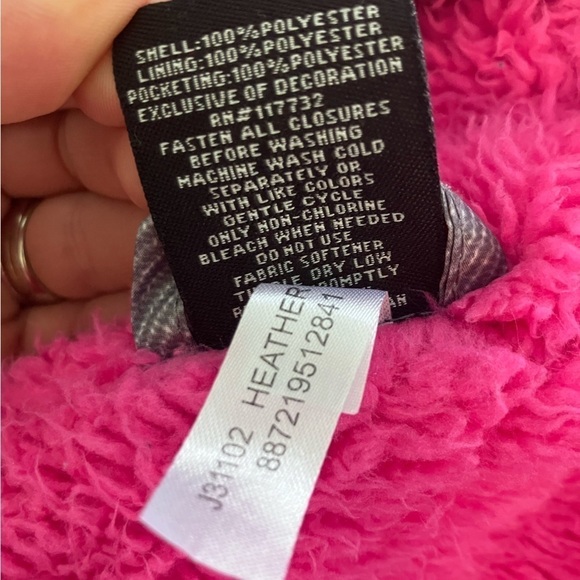 SHELL:100%POLYESTER
LINING:100%POLYESTER
POCKETING:100%POLYESTER
EXCLUSIVE OF DECORATION
RN#117732
FASTEN ALL CLOSURES
BEFORE WASHING
MACHINE WASH COLD
SEPARATELY OR
WITH LIKE COLORS
GENTLE CYCLE
ONLY NON-CHLORINE
BLEACH WHEN NEEDED
DO NOT USE
FABRIC SOFTENER
DRY LOW
J31102 HEATHER
887219512841